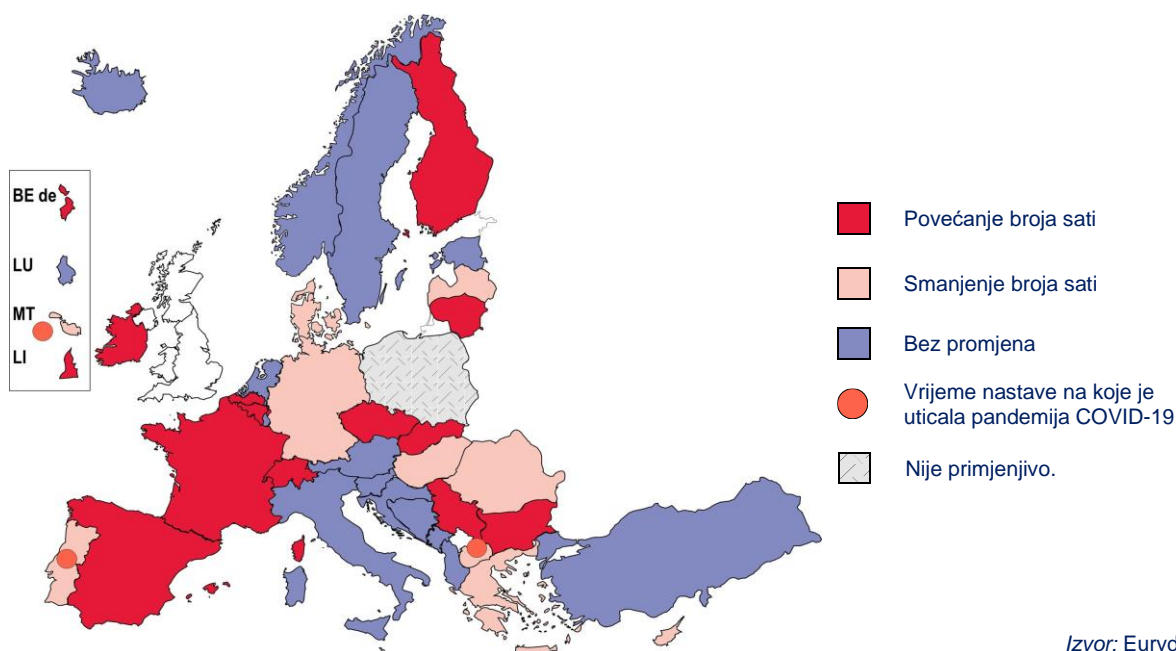 BE de
LU
MT
LI
Povećanje broja sati
Smanjenje broja sati
Bez promjena
Vrijeme nastave na koje je
uticala pandemija COVID-19
Nije primjenjivo.
Izvor: Euryd